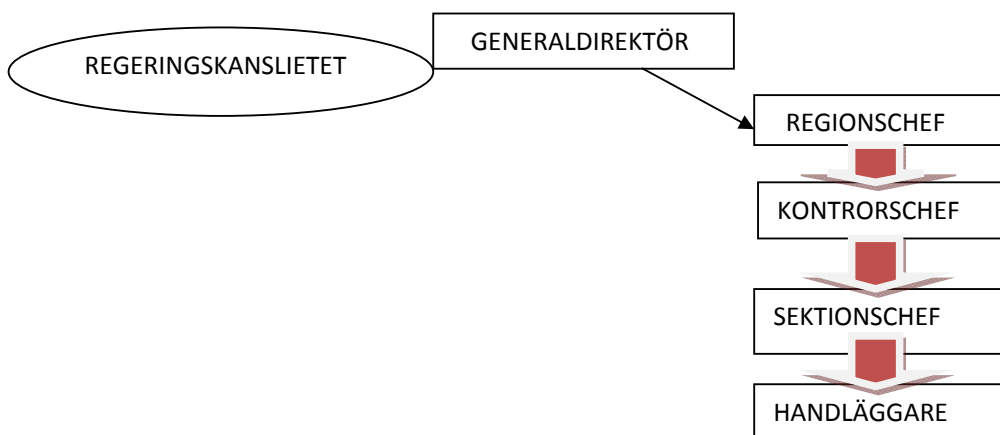 GENERALDIREKTÖR
REGERINGSKANSLIETET
REGIONSCHEF
KONTRORSCHEF
SEKTIONSCHEF
HANDLÄGGARE